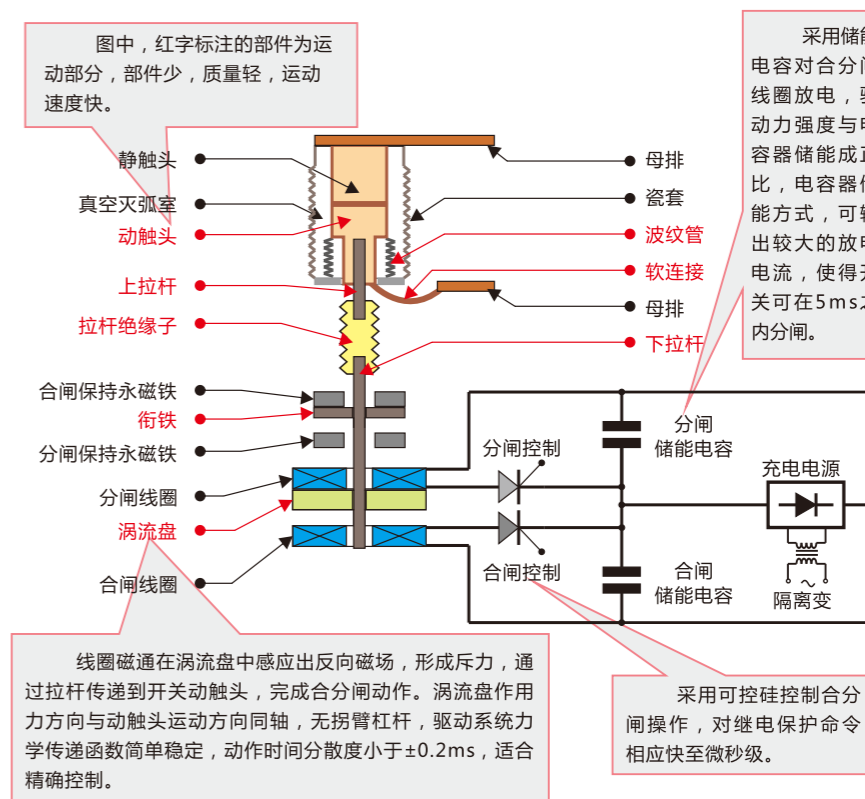 图中，红字标注的部件为运
动部分，部件少，质量轻，运动
速度快。
采用储能
电容对合分闸
线圈放电，驱
动力强度与电
容器储能成正
比，电容器储
能方式，可输
出较大的放电
电流，使得开
关可在5ms之
内分闸。
静触头
真空灭弧室
动触头
上拉杆
拉杆绝缘子
合闸保持永磁铁
衔铁
分闸保持永磁铁
分闸线圈
涡流盘
合闸线圈
母排
瓷套
波纹管
软连接
母排
下拉杆
分闸控制
合闸控制
分闸
储能电容
合闸
储能电容
充电电源
隔离变
线圈磁通在涡流盘中感应出反向磁场，形成斥力，通
过拉杆传递到开关动触头，完成合分闸动作。涡流盘作用
力方向与动触头运动方向同轴，无拐臂杠杆，驱动系统力
学传递函数简单稳定，动作时间分散度小于±0.2ms，适合
精确控制。
采用可控硅控制合分
闸操作，对继电保护命令
相应快至微秒级。